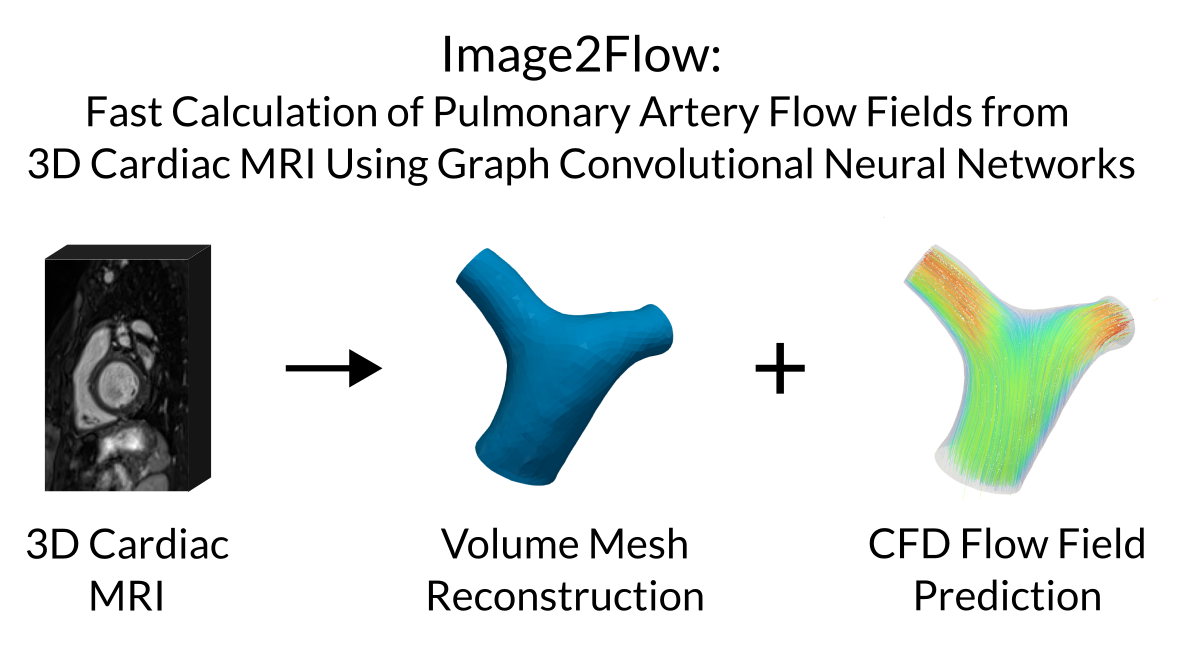 Image2Flow:
Fast Calculation of Pulmonary Artery Flow Fields from
3D Cardiac MRI Using Graph Convolutional Neural Networks
3D Cardiac
MRI
Volume Mesh
Reconstruction
CFD Flow Field
Prediction